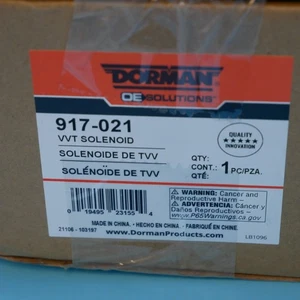 DORMAN
OE SOLUTIONS
917-021
VVT SOLENOID
SOLENOIDE DE TVV
SOLÉNOÏDE DE TVV
QUALITY
INNOVATION
QTY:
CONT.: 1 PC/PZA.
QTÉ:
WARNING: Cancer and
Reproductive Harm -
ADVERTENCIA: Cáncer y
Daños Reproductivos -
www.P65Warnings.ca.gov
0 19495 23155 4
MADE IN CHINA - HECHO EN CHINA - FABRIQUÉ EN CHINE
www.DormanProducts.com
LB1096